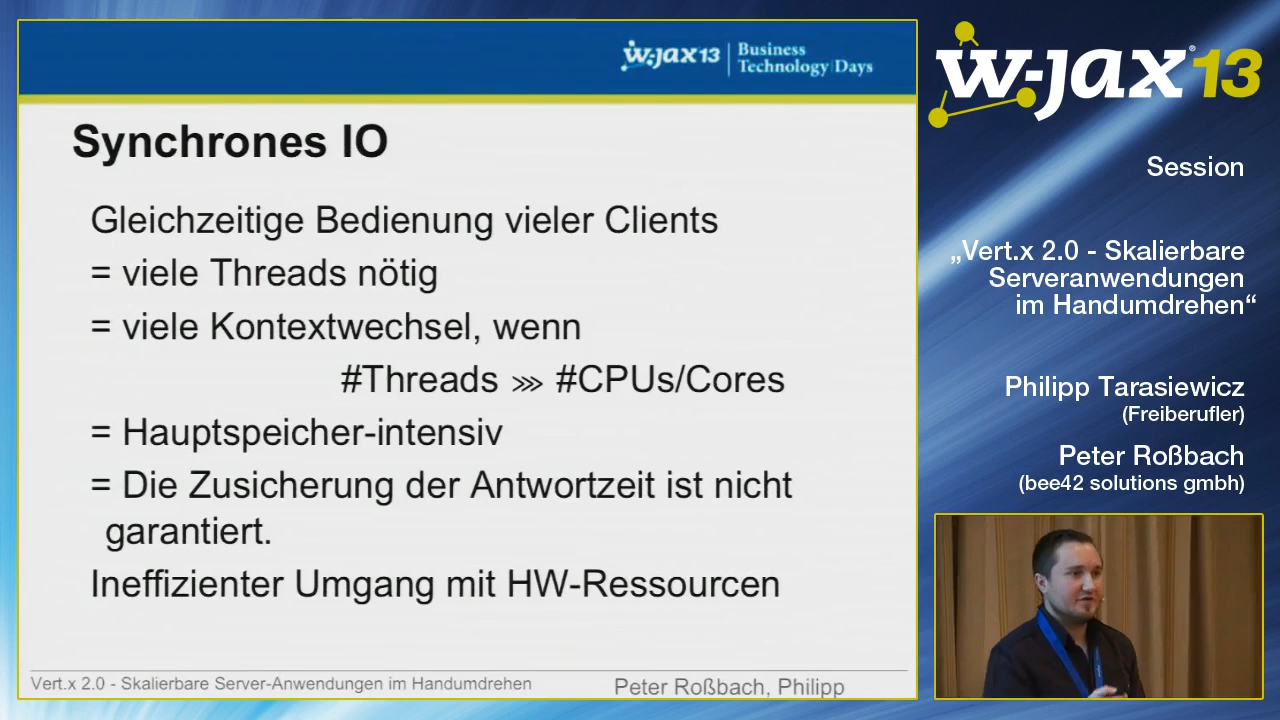 w-jax13 Business
Technology Days
Synchrones IO
Gleichzeitige Bedienung vieler Clients
= viele Threads nötig
= viele Kontextwechsel, wenn
#Threads >>> #CPUs/Cores
= Hauptspeicher-intensiv
= Die Zusicherung der Antwortzeit ist nicht
garantiert.
Ineffizienter Umgang mit HW-Ressourcen
Vert.x 2.0 - Skalierbare Server-Anwendungen im Handumdrehen
Peter Roßbach, Philipp
w-jax® 13
Session
„Vert.x 2.0 - Skalierbare
Serveranwendungen
im Handumdrehen“
Philipp Tarasiewicz
(Freiberufler)
Peter Roßbach
(bee42 solutions gmbh)